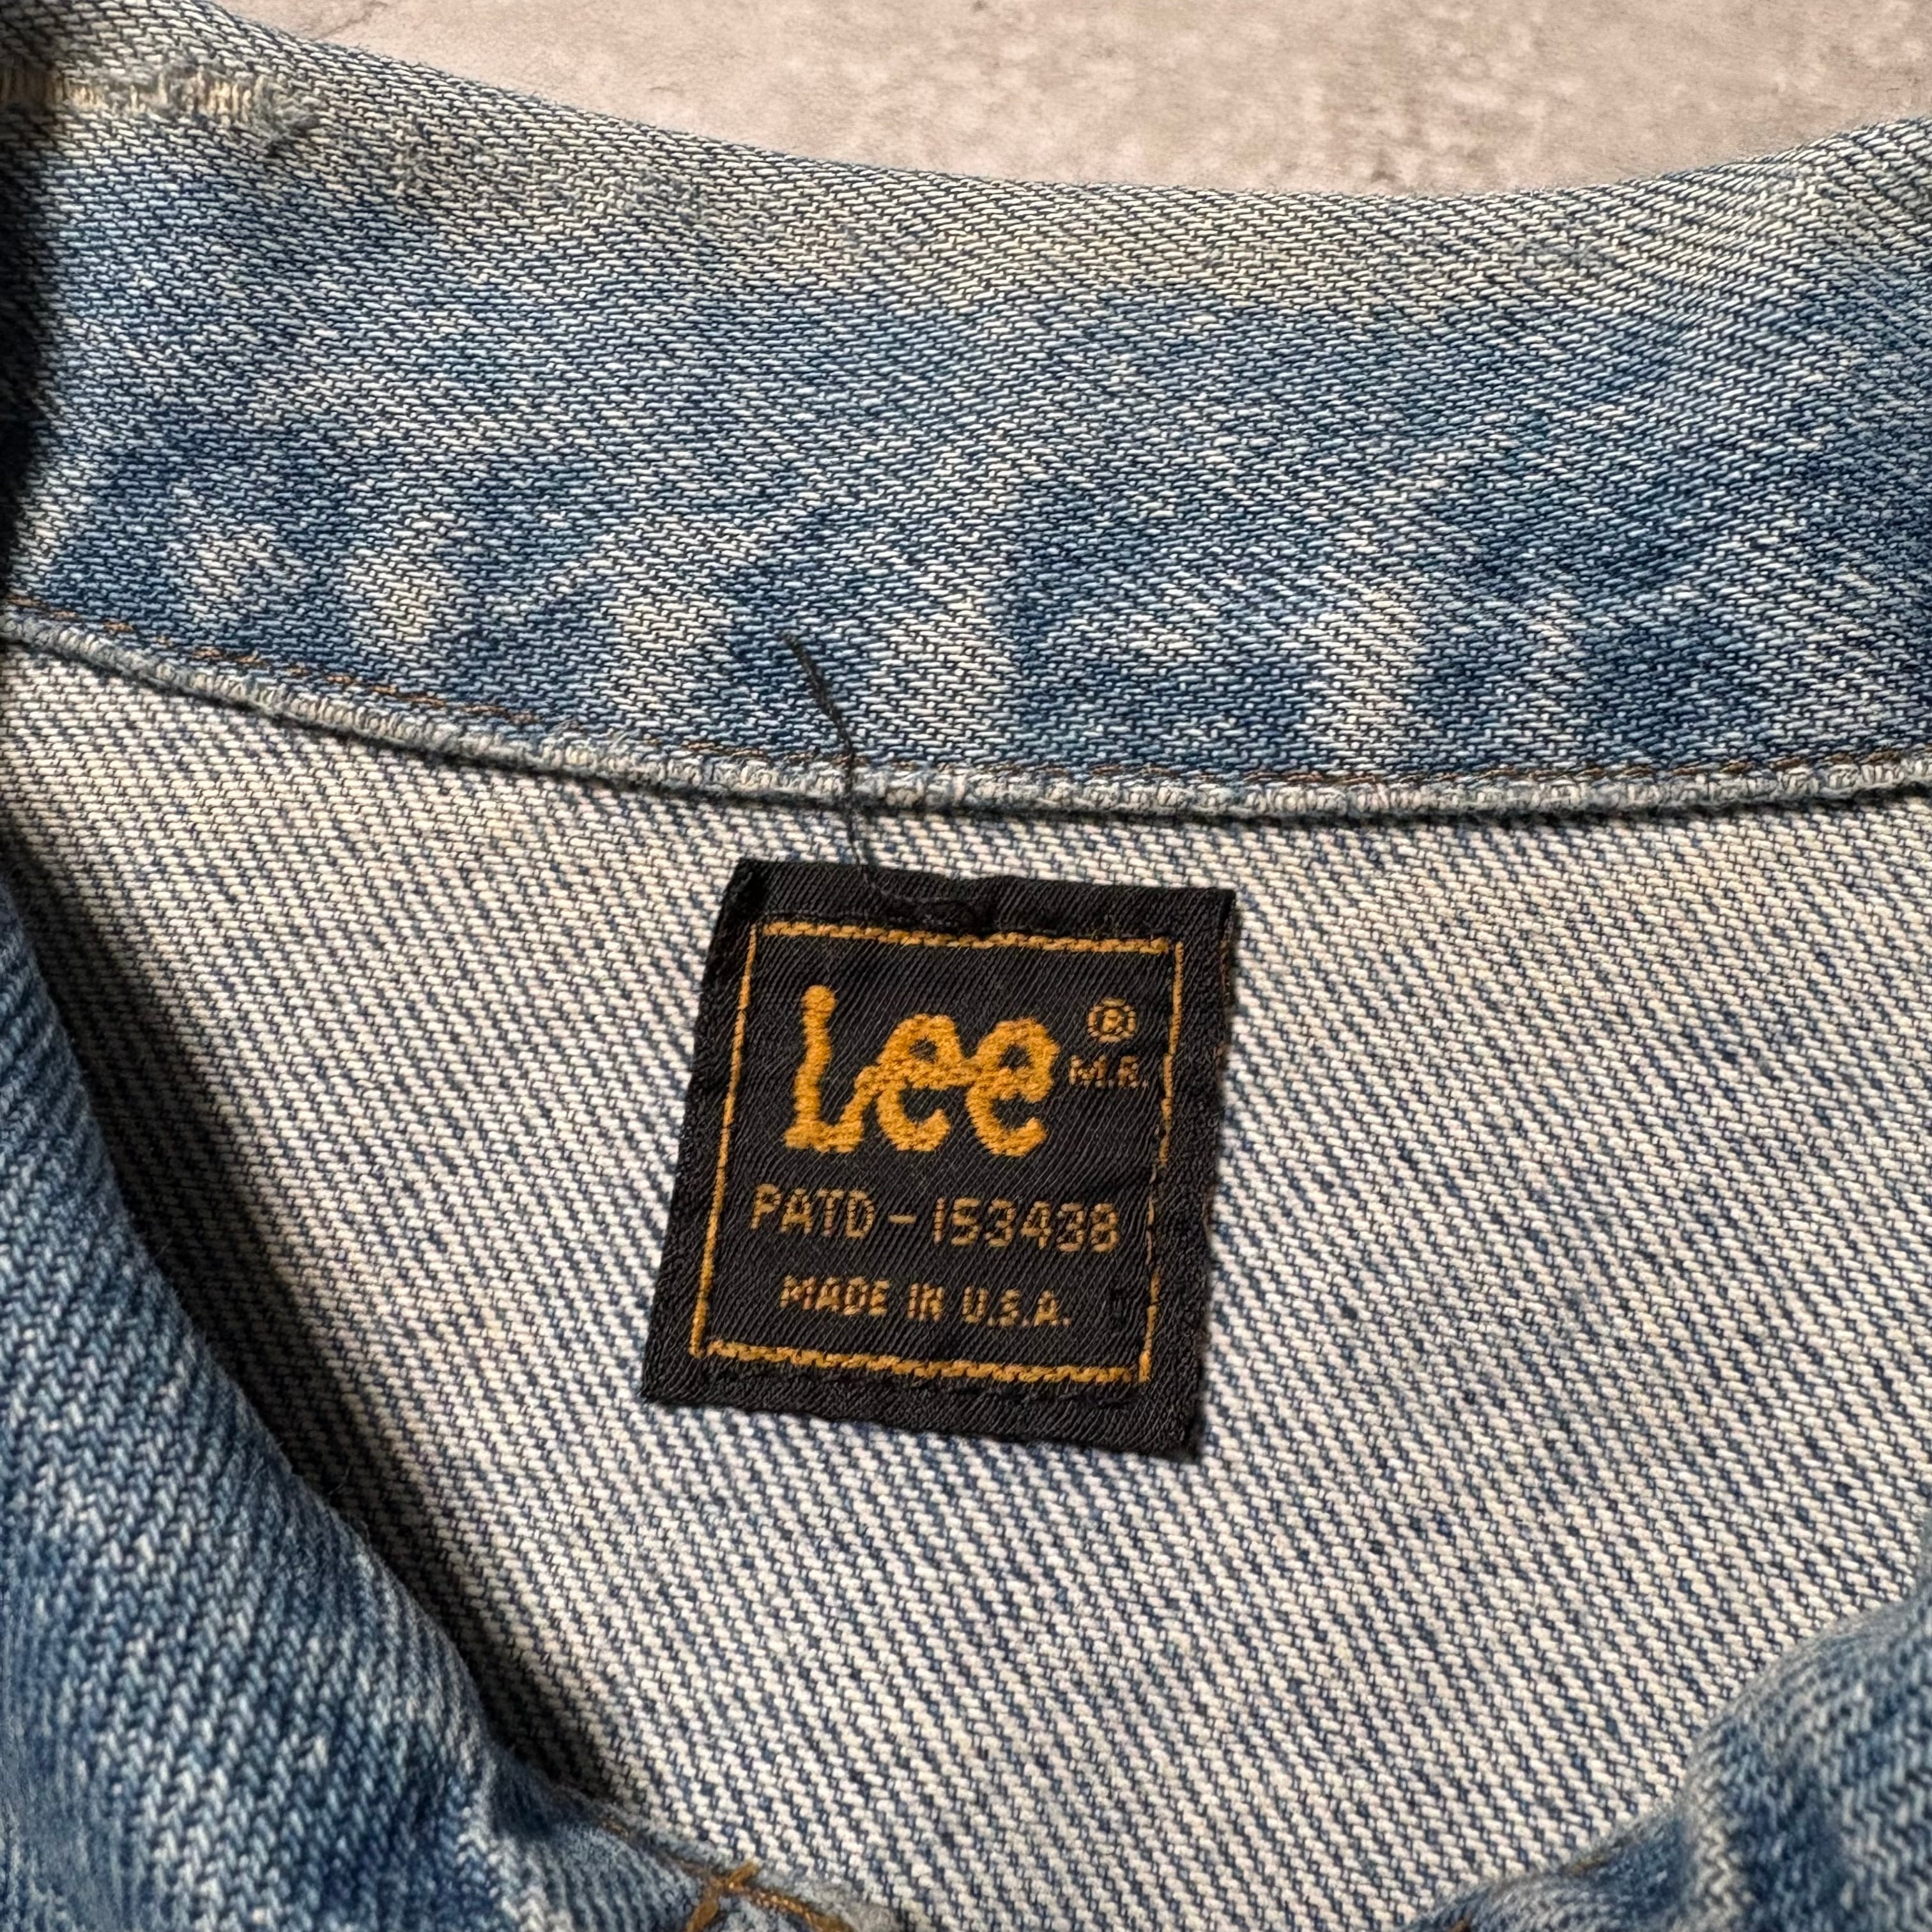 Lee ®
M.R.
PATD-153438
MADE IN U.S.A.